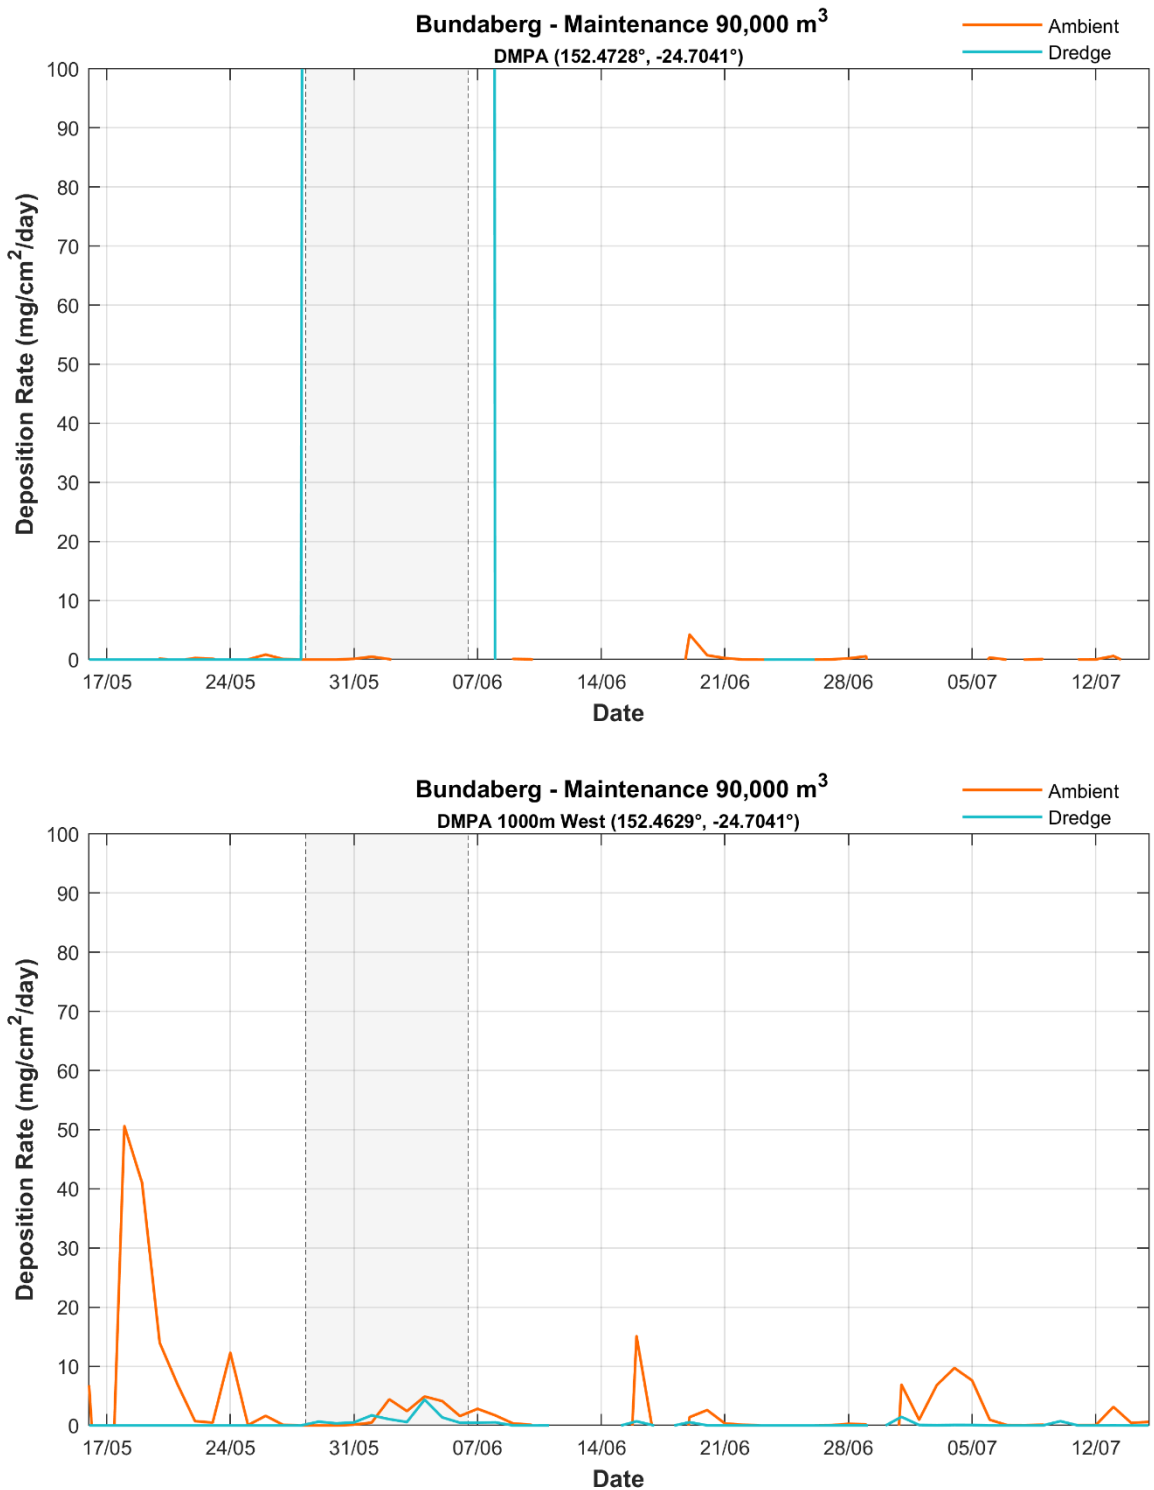 Bundaberg - Maintenance 90,000 m³
DMPA (152.4728°, -24.7041°)
Ambient
Dredge
100
90
80
70
60
50
40
30
20
10
0
Deposition Rate (mg/cm²/day)
17/05 24/05 31/05 07/06 14/06 21/06 28/06 05/07 12/07
Date
Bundaberg - Maintenance 90,000 m³
DMPA 1000m West (152.4629°, -24.7041°)
Ambient
Dredge
100
90
80
70
60
50
40
30
20
10
0
Deposition Rate (mg/cm²/day)
17/05 24/05 31/05 07/06 14/06 21/06 28/06 05/07 12/07
Date